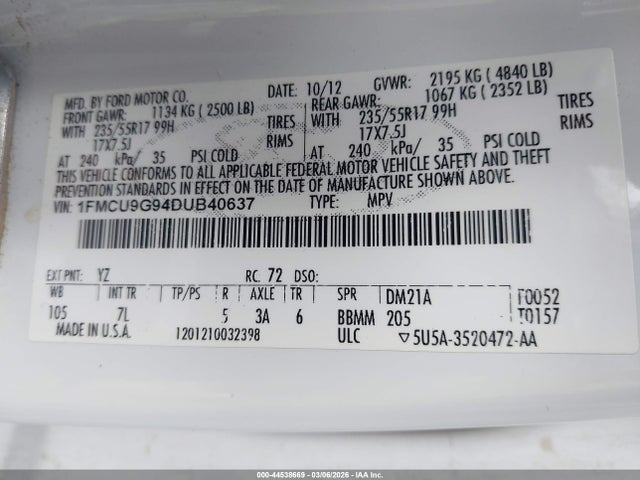 MFD. BY FORD MOTOR CO. DATE: 10/12 GVWR: 2195 KG ( 4840 LB)
FRONT GAWR: 1134 KG ( 2500 LB) REAR GAWR: 1067 KG ( 2352 LB)
WITH 235/55R17 99H TIRES WITH 235/55R17 99H TIRES
17X7.5J RIMS 17X7.5J RIMS
AT 240 kPa/ 35 PSI COLD AT 240 kPa/ 35 PSI COLD
THIS VEHICLE CONFORMS TO ALL APPLICABLE FEDERAL MOTOR VEHICLE SAFETY AND THEFT
PREVENTION STANDARDS IN EFFECT ON THE DATE OF MANUFACTURE SHOWN ABOVE.
VIN: 1FMCU9G94DUB40637 TYPE: MPV
EXT PNT: YZ RC: 72 DSO:
WB INT TR TP/PS R AXLE TR SPR DM21A T0052
105 7L 5 3A 6 BBMM 205 T0157
MADE IN U.S.A. 1201210032398 ULC ▽5U5A-3520472-AA
000-44538669 03/06/2026 IAA Inc.